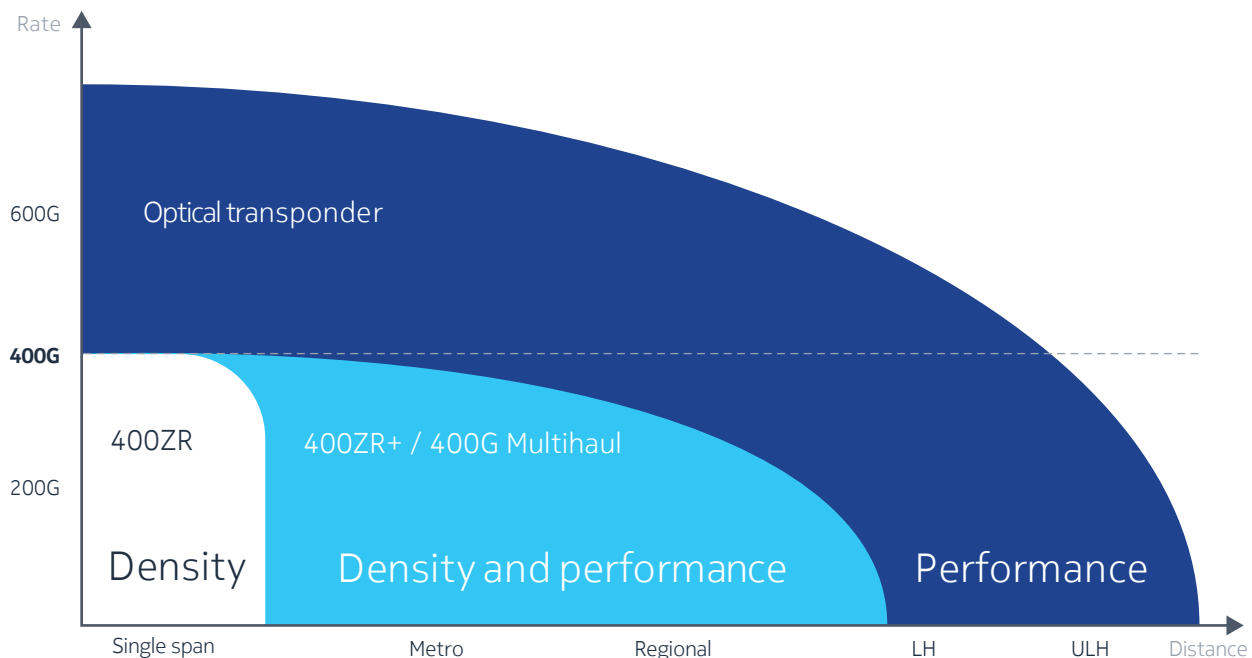 Rate
600G
Optical transponder
400G
400ZR
400ZR+ / 400G Multihaul
200G
Density
Density and performance
Performance
Single span
Metro
Regional
LH
ULH
Distance